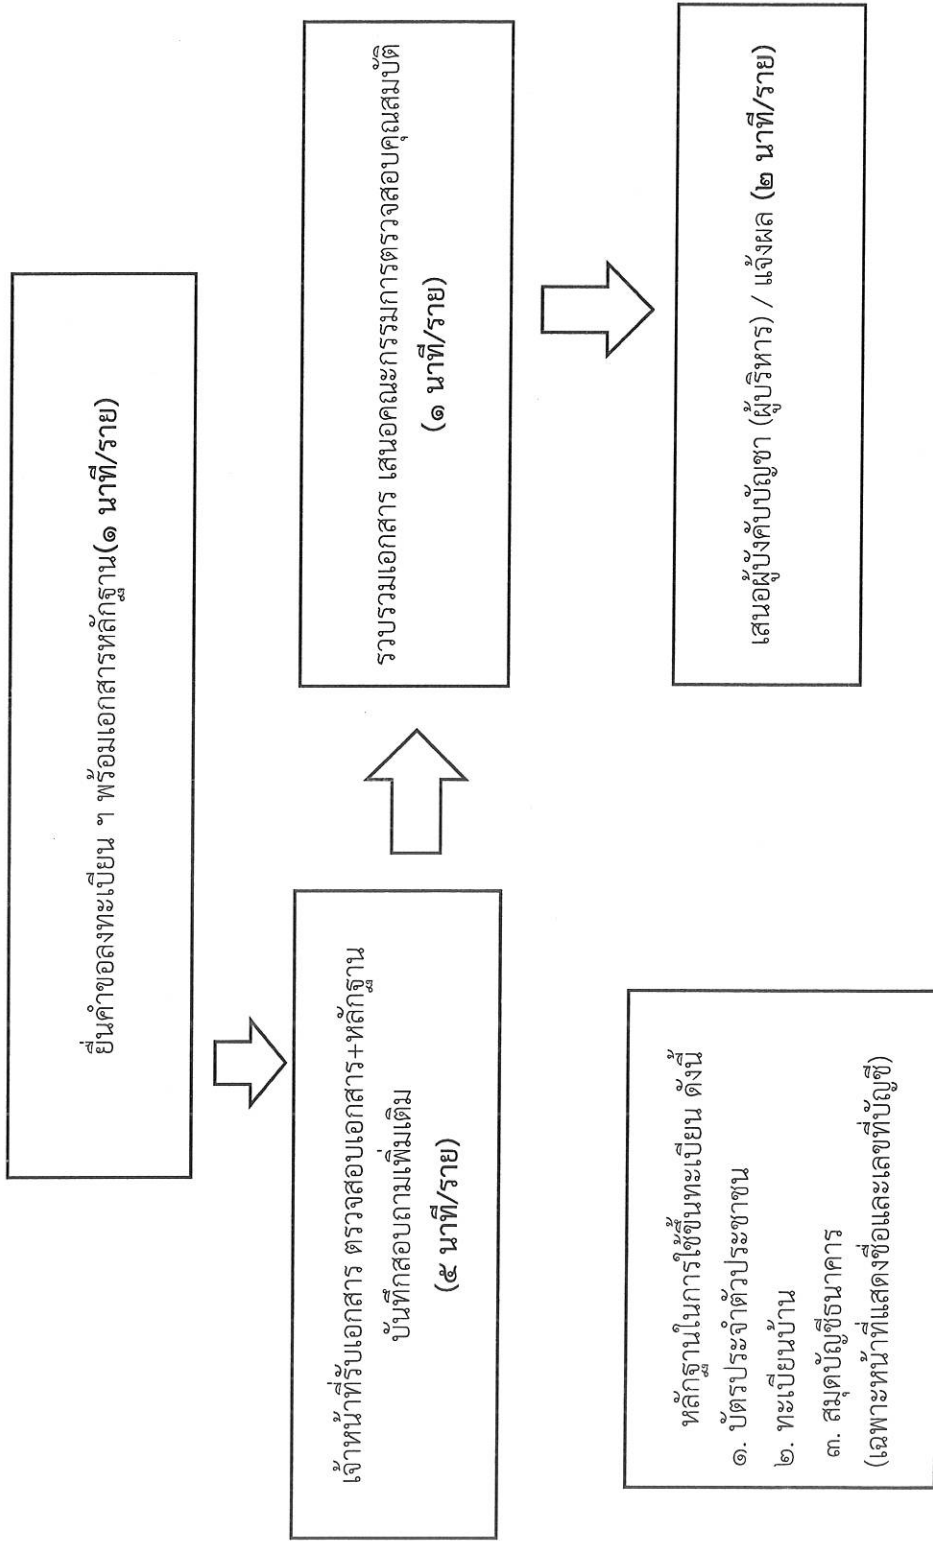 ยื่นคำขอลงทะเบียน ฯ พร้อมเอกสารหลักฐาน(๑ นาที/ราย)
เจ้าหน้าที่รับเอกสาร ตรวจสอบเอกสาร+หลักฐาน
บันทึกสอบถามเพิ่มเติม
(๕ นาที/ราย)
รวบรวมเอกสาร เสนอคณะกรรมการตรวจสอบคุณสมบัติ
(๑ นาที/ราย)
เสนอผู้บังคับบัญชา (ผู้บริหาร) / แจ้งผล (๒ นาที/ราย)
หลักฐานในการใช้ขึ้นทะเบียน ดังนี้
๑. บัตรประจำตัวประชาชน
๒. ทะเบียนบ้าน
๓. สมุดบัญชีธนาคาร
(เฉพาะหน้าที่แสดงชื่อและเลขที่บัญชี)